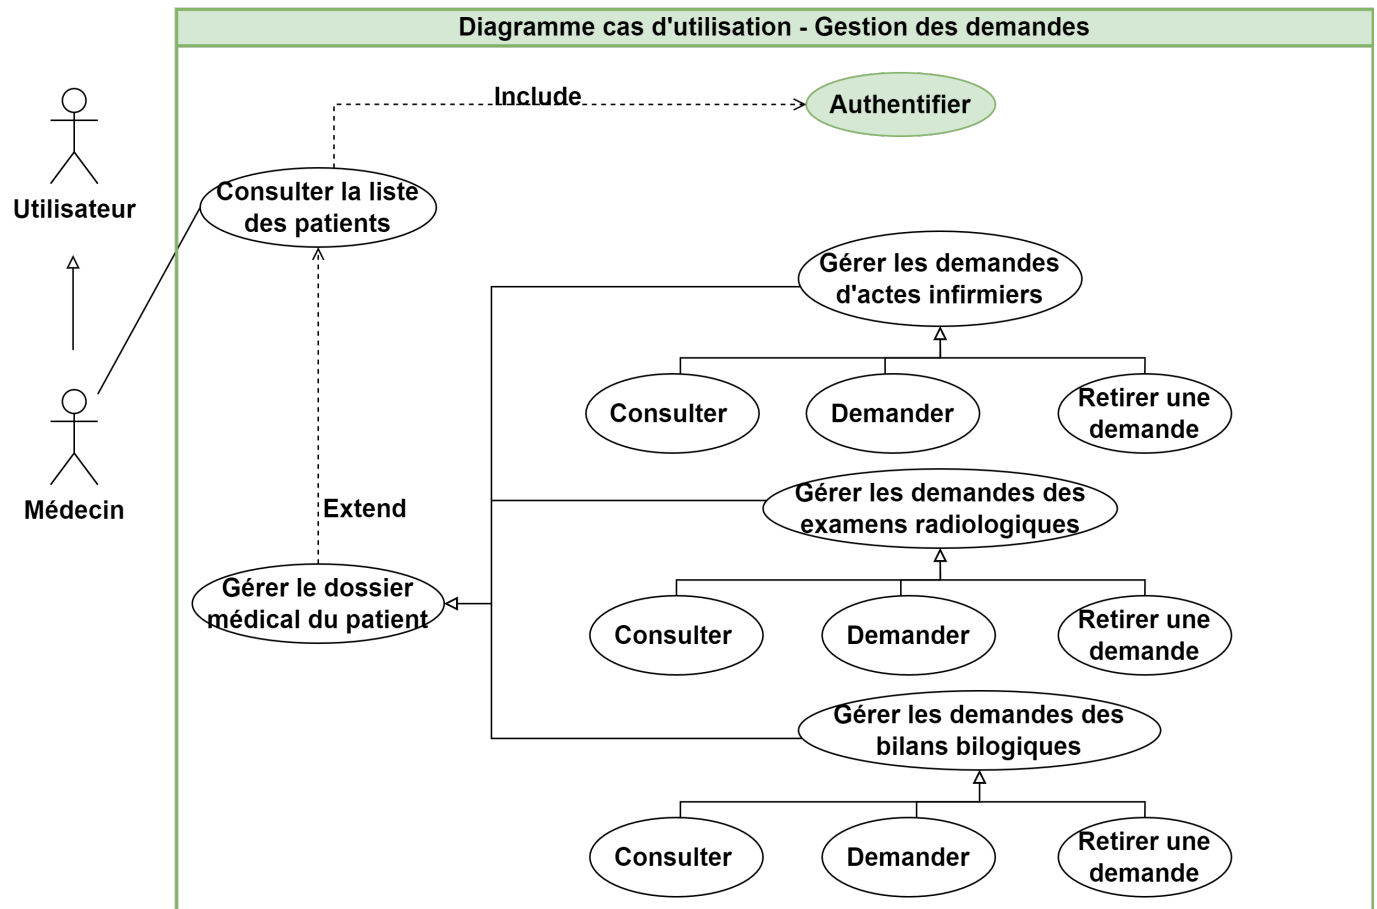 Diagramme cas d'utilisation - Gestion des demandes
Include
Authentifier
Utilisateur
Consulter la liste
des patients
Gérer les demandes
d'actes infirmiers
Consulter
Demander
Retirer une
demande
Médecin
Extend
Gérer les demandes des
examens radiologiques
Gérer le dossier
médical du patient
Consulter
Demander
Retirer une
demande
Gérer les demandes des
bilans bilogiques
Consulter
Demander
Retirer une
demande